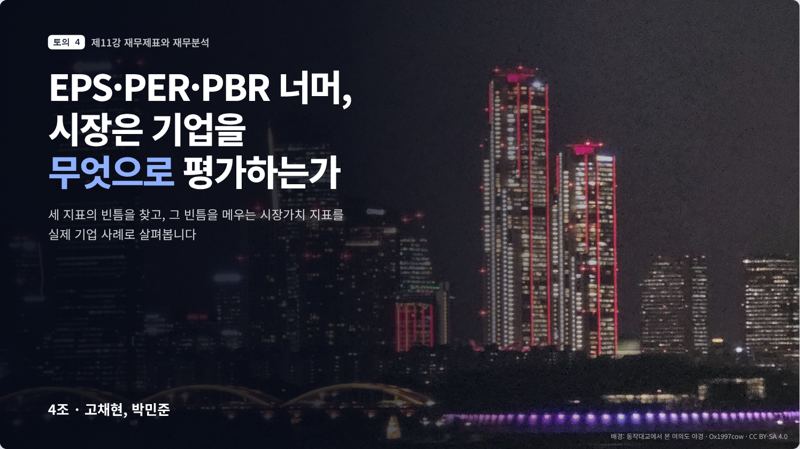 토의 4 제11강 재무제표와 재무분석
EPS·PER·PBR 너머,
시장은 기업을
무엇으로 평가하는가
세 지표의 빈틈을 찾고, 그 빈틈을 메우는 시장가치 지표를
실제 기업 사례로 살펴봅니다
4조 · 고채현, 박민준
배경: 동작대교에서 본 여의도 야경 · Ox1997cow · CC BY-SA 4.0